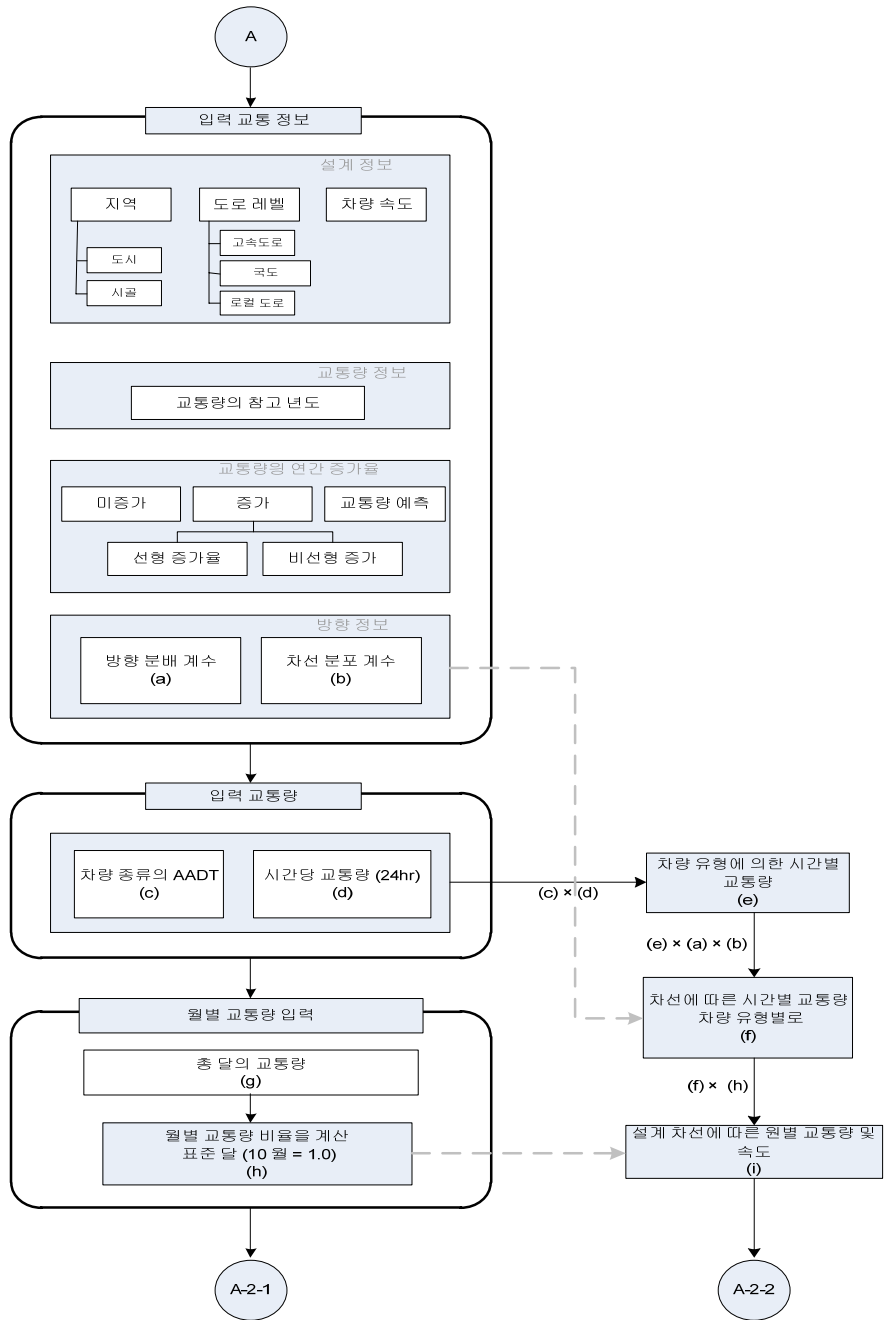 A
입력 교통 정보
설계 정보
지역
도로 레벨
차량 속도
도시
시골
고속도로
국도
로컬 도로
교통량 정보
교통량의 참고 년도
교통량읭 연간 증가율
미증가
증가
교통량 예측
선형 증가율
비선형 증가
방향 정보
방향 분배 계수
(a)
차선 분포 계수
(b)
입력 교통량
차량 종류의 AADT
(c)
시간당 교통량 (24hr)
(d)
(c) × (d)
차량 유형에 의한 시간별
교통량
(e)
(e) × (a) × (b)
차선에 따른 시간별 교통량
차량 유형별로
(f)
(f) × (h)
월별 교통량 입력
총 달의 교통량
(g)
월별 교통량 비율을 계산
표준 달 (10 월 = 1.0)
(h)
설계 차선에 따른 원별 교통량 및
속도
(i)
A-2-1
A-2-2